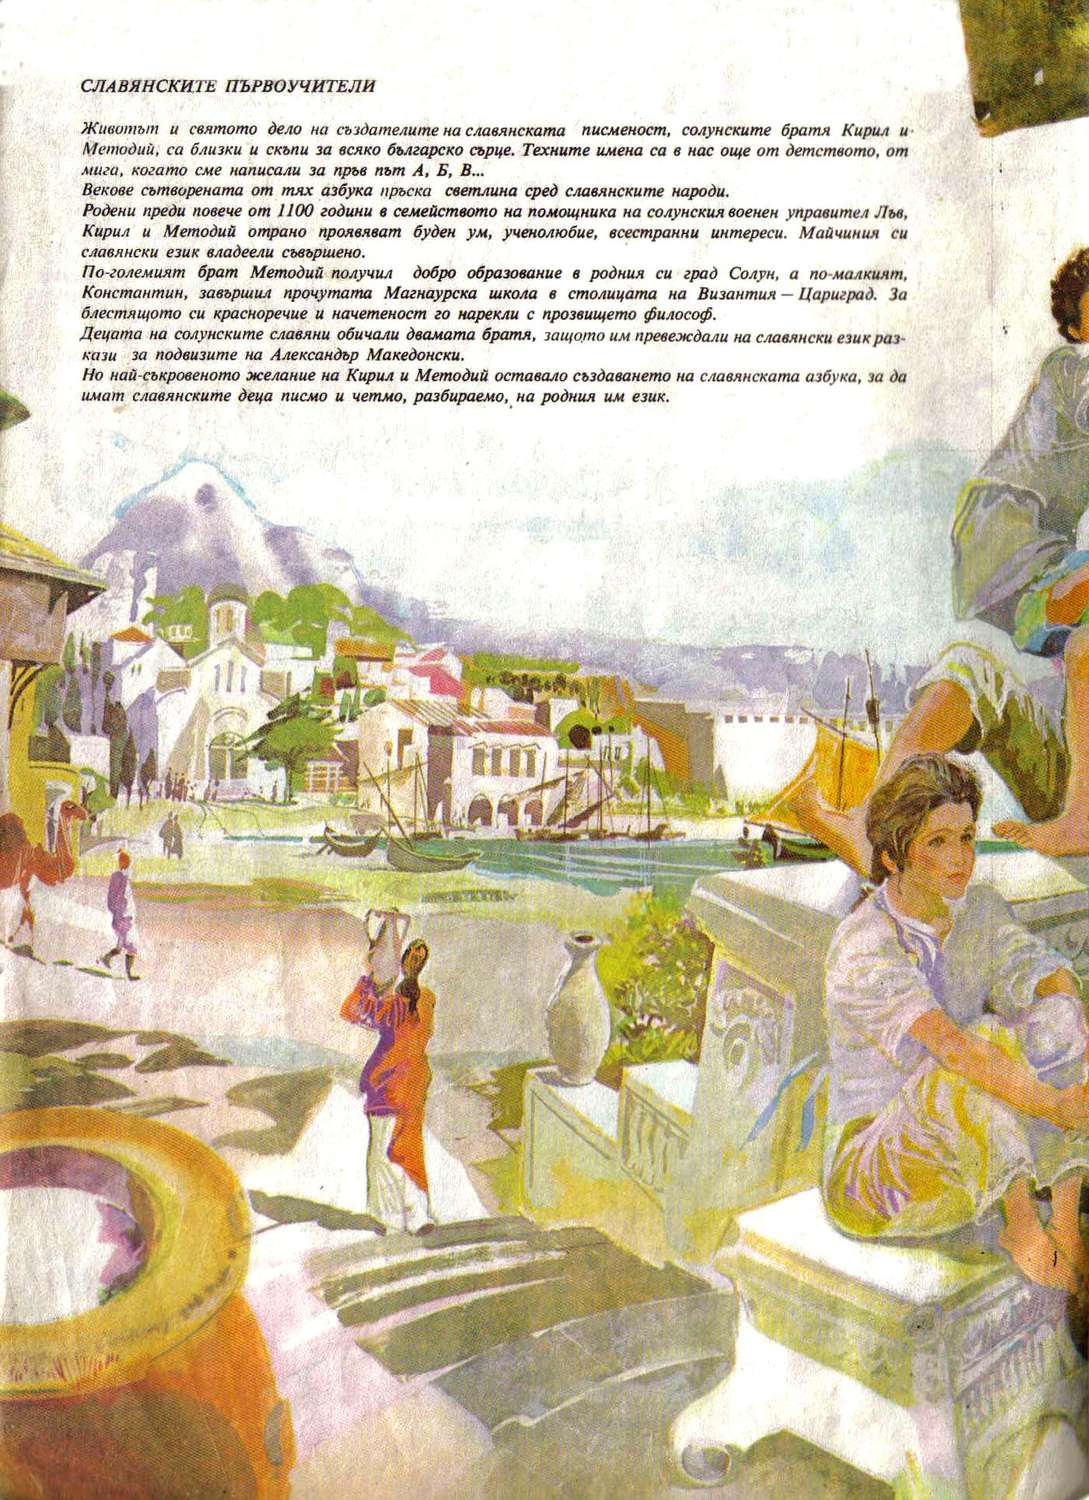 СЛАВЯНСКИТЕ ПЪРВОУЧИТЕЛИ
Животът и святото дело на създателите на славянската писменост, солунските братя Кирил и
Методий, са близки и скъпи за всяко българско сърце. Техните имена са в нас още от детството, от
мига, когато сме написали за пръв път А, Б, В...
Векове сътворената от тях азбука пръска светлина сред славянските народи.
Родени преди повече от 1100 години в семейството на помощника на солунския военен управител Лъв,
Кирил и Методий отрано проявяват буден ум, ученолюбие, всестранни интереси. Майчиния си
славянски език владеели съвършено.
По-големият брат Методий получил добро образование в родния си град Солун, а по-малкият,
Константин, завършил прочутата Магнаурска школа в столицата на Византия — Цариград. За
блестящото си красноречие и начетеност го нарекли с прозвището философ.
Децата на солунските славяни обичали двамата братя, защото им превеждали на славянски език раз-
кази за подвизите на Александър Македонски.
Но най-съкровеното желание на Кирил и Методий оставало създаването на славянската азбука, за да
имат славянските деца писмо и четмо, разбираемо, на родния им език.